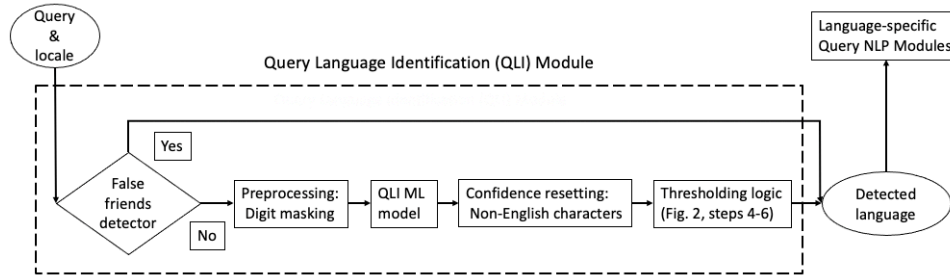 Query
&
locale
Language-specific
Query NLP Modules
Query Language Identification (QLI) Module
Yes
False
friends
detector
No
Preprocessing:
Digit masking
QLI ML
model
Confidence resetting:
Non-English characters
Thresholding logic
(Fig. 2, steps 4-6)
Detected
language